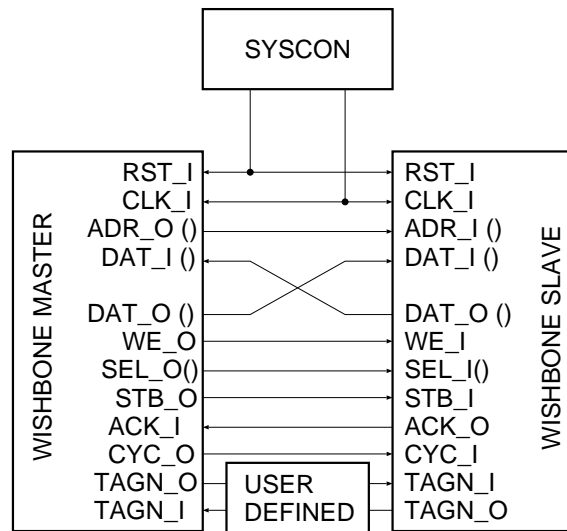 SYSCON
WISHBONE MASTER
RST_I
CLK_I
ADR_O ()
DAT_I ()
DAT_O ()
WE_O
SEL_O()
STB_O
ACK_I
CYC_O
TAGN_O
TAGN_I
USER
DEFINED
RST_I
CLK_I
ADR_I ()
DAT_I ()
DAT_O ()
WE_I
SEL_I()
STB_I
ACK_O
CYC_I
TAGN_I
TAGN_O
WISHBONE SLAVE